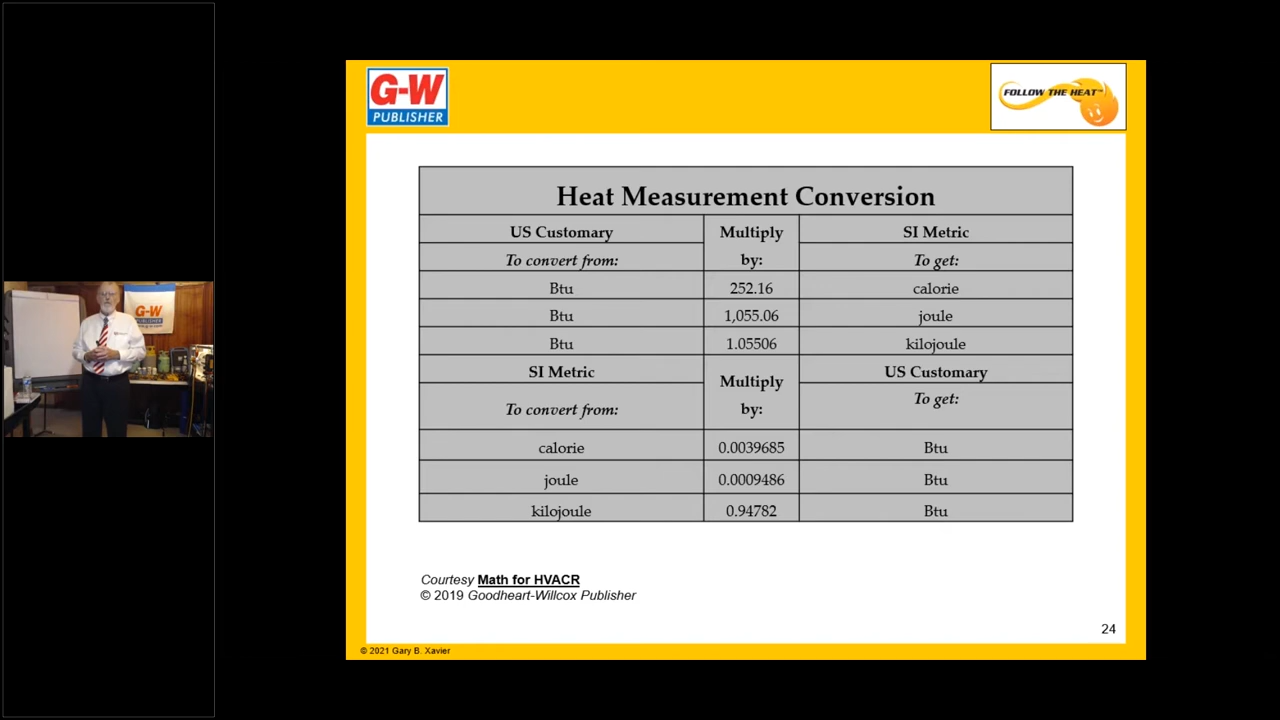 G-W
PUBLISHER
FOLLOW THE HEAT™
Heat Measurement Conversion
US Customary Multiply SI Metric
To convert from: by: To get:
Btu 252.16 calorie
Btu 1,055.06 joule
Btu 1.05506 kilojoule
SI Metric Multiply US Customary
To convert from: by: To get:
calorie 0.0039685 Btu
joule 0.0009486 Btu
kilojoule 0.94782 Btu
Courtesy Math for HVACR
© 2019 Goodheart-Willcox Publisher
24
© 2021 Gary B. Xavier
G-W
PUBLISHER